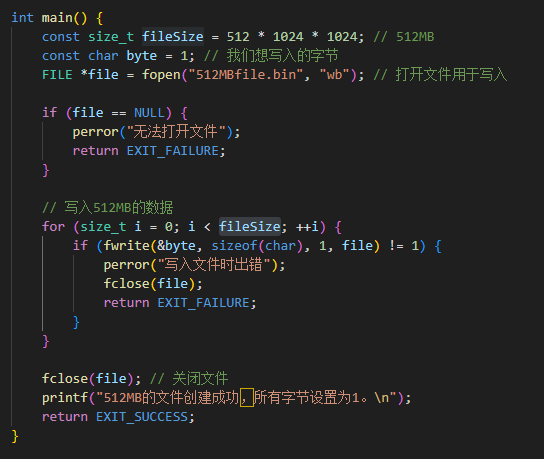 int main() {
    const size_t fileSize = 512 * 1024 * 1024; // 512MB
    const char byte = 1; // 我们想写入的字节
    FILE *file = fopen("512MBfile.bin", "wb"); // 打开文件用于写入

    if (file == NULL) {
        perror("无法打开文件");
        return EXIT_FAILURE;
    }

    // 写入512MB的数据
    for (size_t i = 0; i < fileSize; ++i) {
        if (fwrite(&byte, sizeof(char), 1, file) != 1) {
            perror("写入文件时出错");
            fclose(file);
            return EXIT_FAILURE;
        }
    }

    fclose(file); // 关闭文件
    printf("512MB的文件创建成功，所有字节设置为1。\n");
    return EXIT_SUCCESS;
}